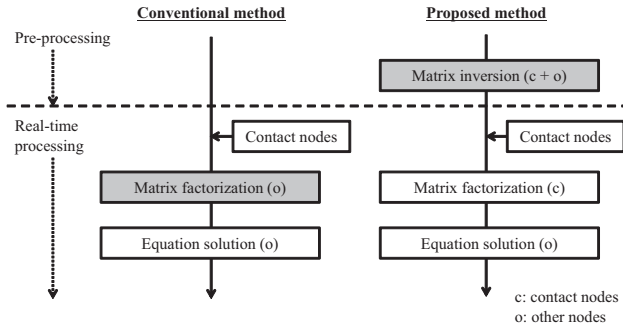 Conventional method
Proposed method
Pre-processing
Matrix inversion (c + o)
Real-time
processing
Contact nodes
Contact nodes
Matrix factorization (o)
Matrix factorization (c)
Equation solution (o)
Equation solution (o)
c: contact nodes
o: other nodes